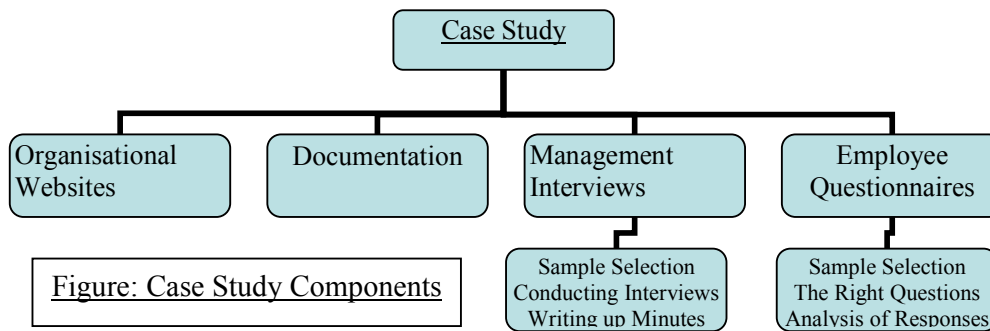 Case Study
Organisational
Websites
Documentation
Management
Interviews
Employee
Questionnaires
Sample Selection
Conducting Interviews
Writing up Minutes
Sample Selection
The Right Questions
Analysis of Responses
Figure: Case Study Components